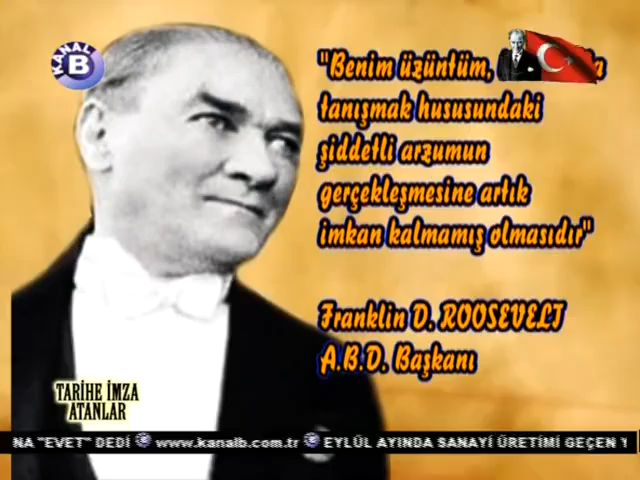 KANAL B
"Benim üzüntüm,
tanışmak hususundaki
şiddetli arzumun
gerçekleşmesine artık
imkan kalmamış olmasıdır"
Franklin D. ROOSEVELT
A.B.D. Başkanı
TARİHE İMZA
ATANLAR
NA "EVET" DEDİ www.kanalb.com.tr EYLÜL AYINDA SANAYİ ÜRETİMİ GEÇEN Y